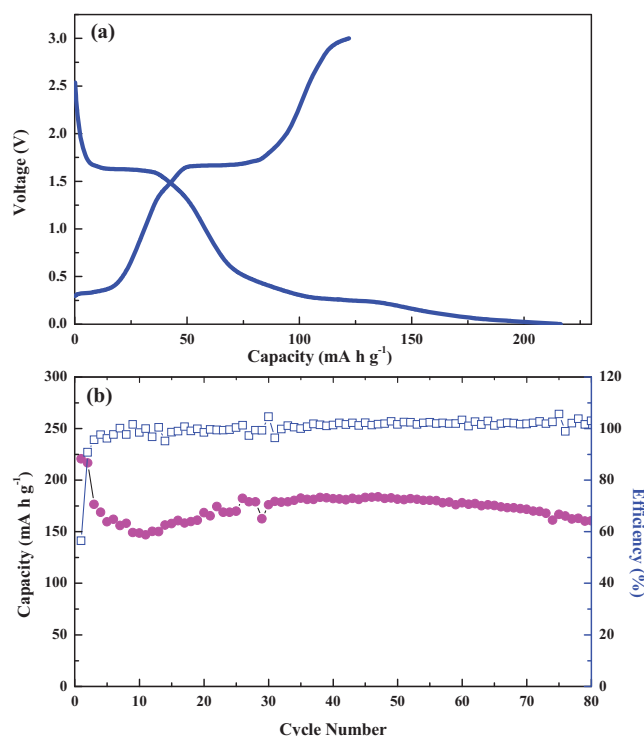 (a)
3.0
2.5
2.0
1.5
1.0
0.5
0.0
Voltage (V)
0 50 100 150 200
Capacity (mA h g⁻¹)
(b)
300
250
200
150
100
50
0
Capacity (mA h g⁻¹)
120
100
80
60
40
20
0
Efficiency (%)
0 10 20 30 40 50 60 70 80
Cycle Number